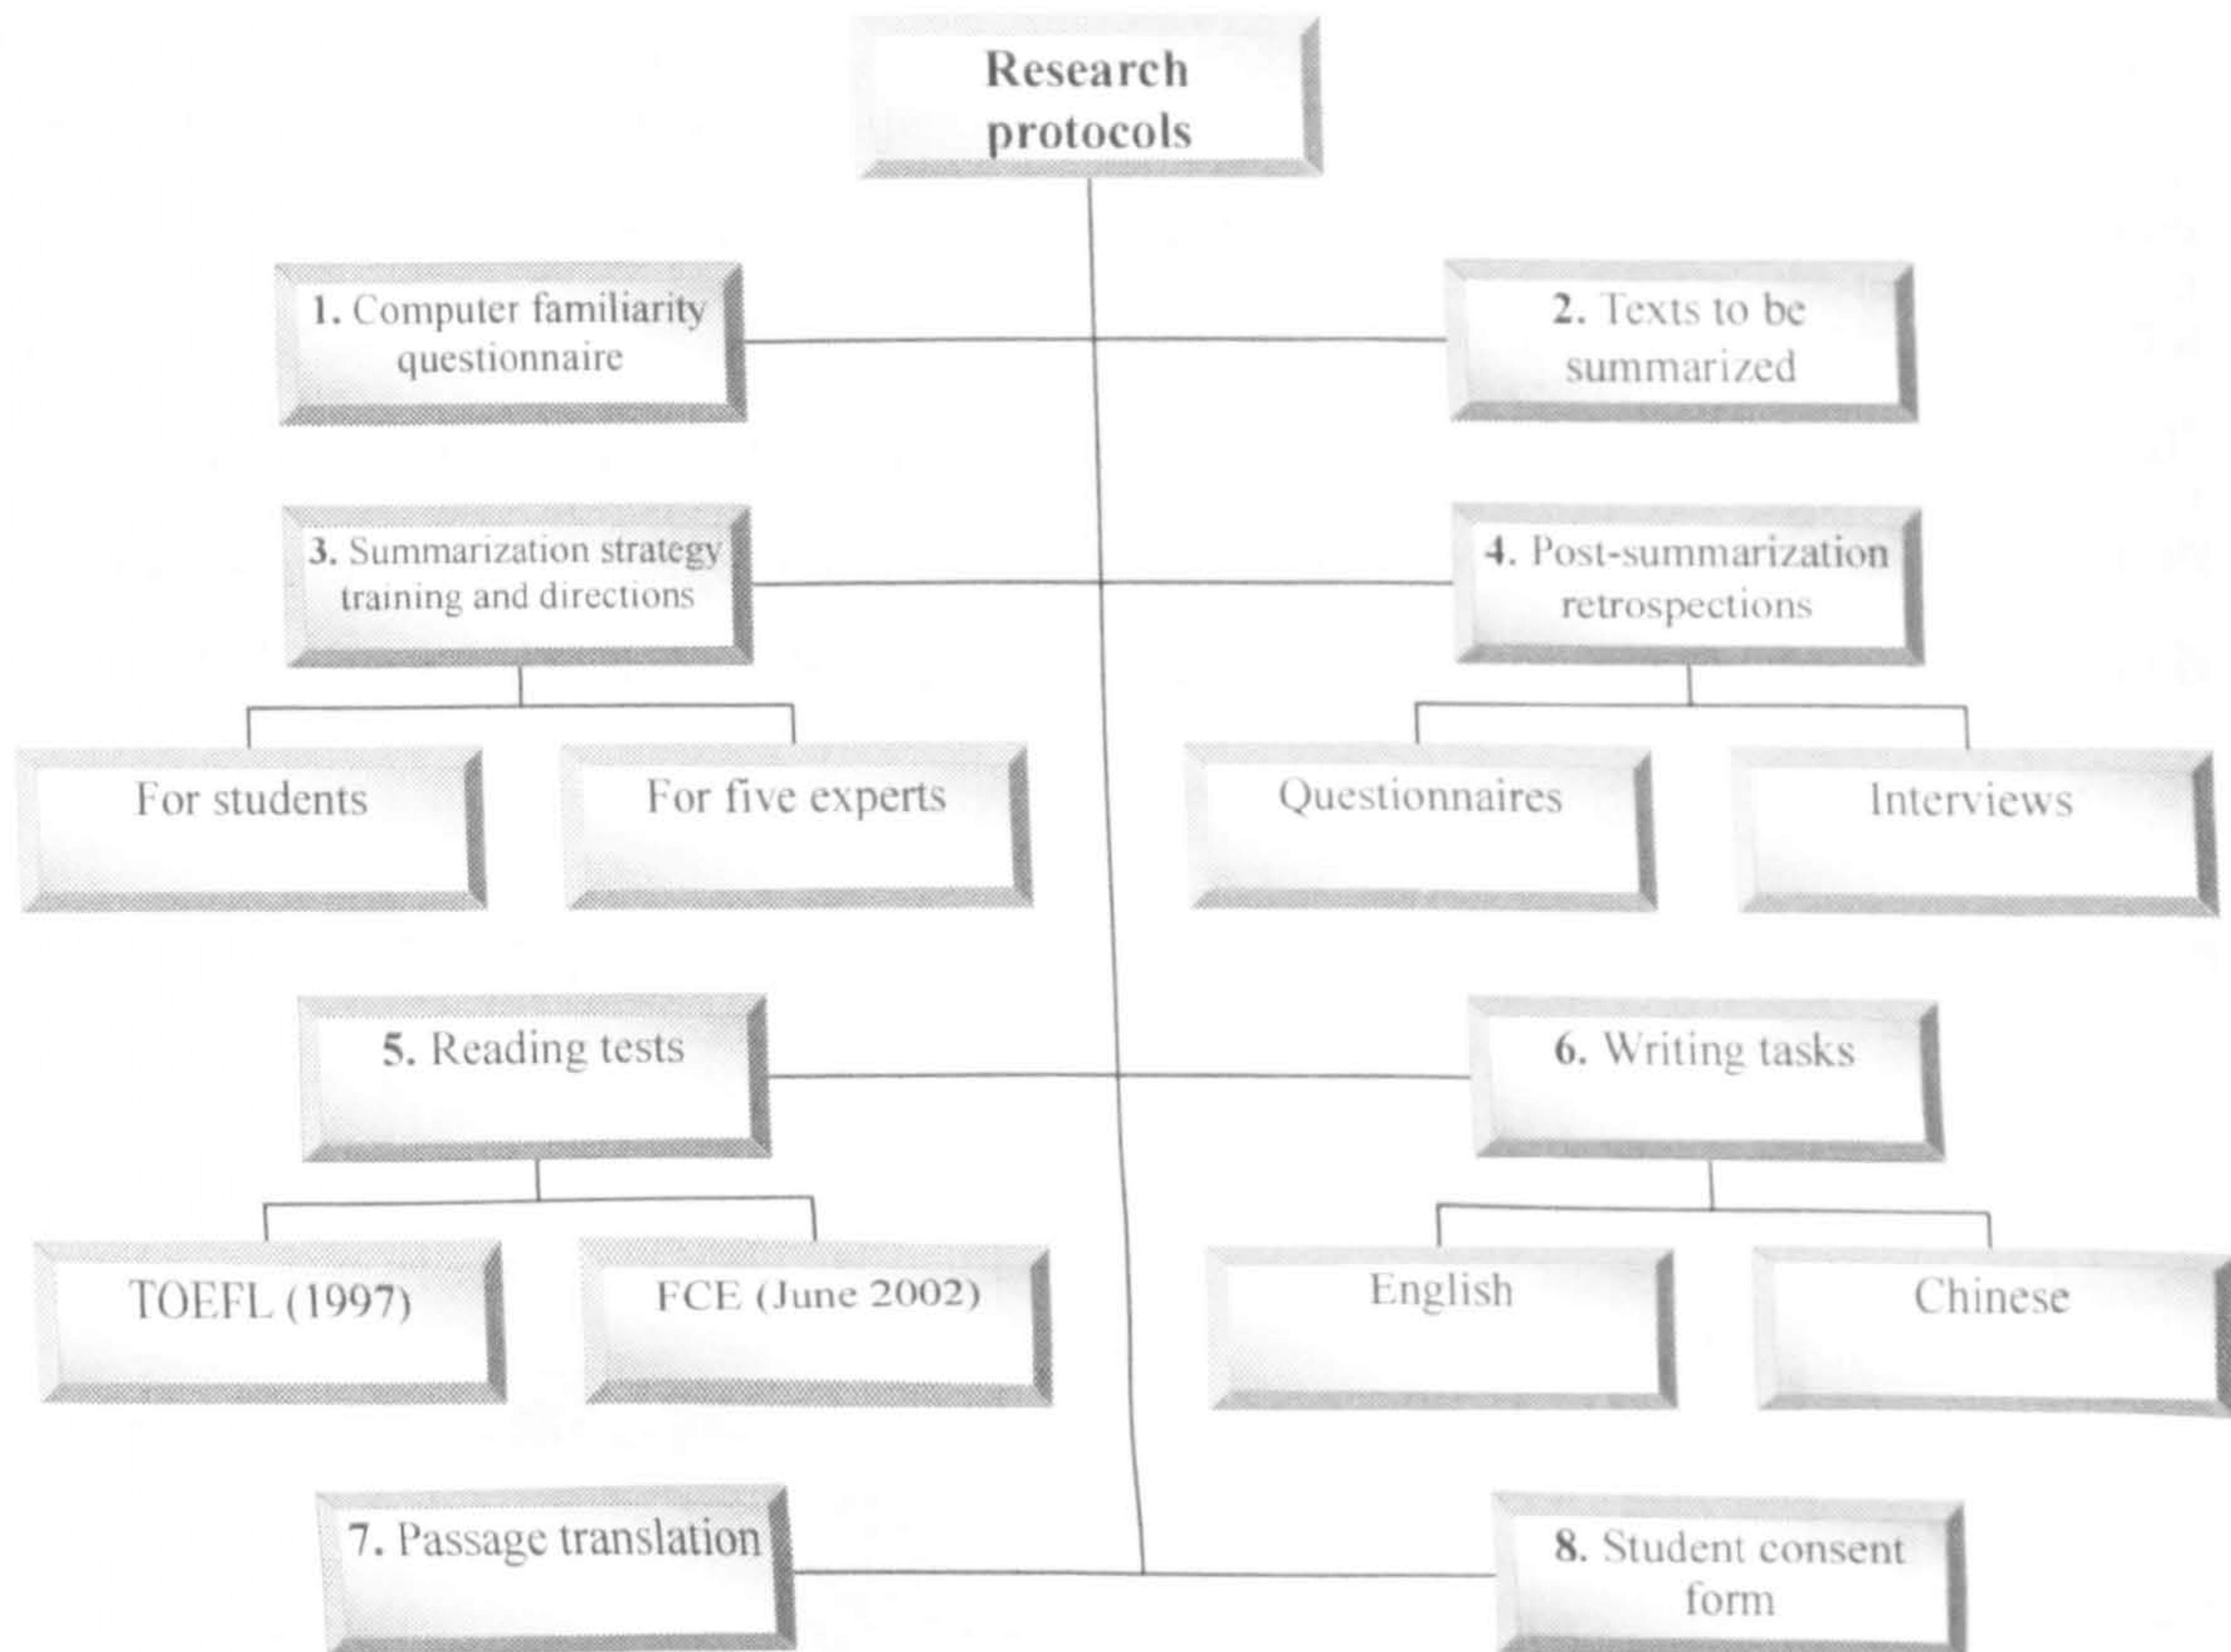 Research
protocols
1. Computer familiarity
questionnaire
2. Texts to be
summarized
3. Summarization strategy
training and directions
4. Post-summarization
retrospections
For students
For five experts
Questionnaires
Interviews
5. Reading tests
6. Writing tasks
TOEFL (1997)
FCE (June 2002)
English
Chinese
7. Passage translation
8. Student consent
form